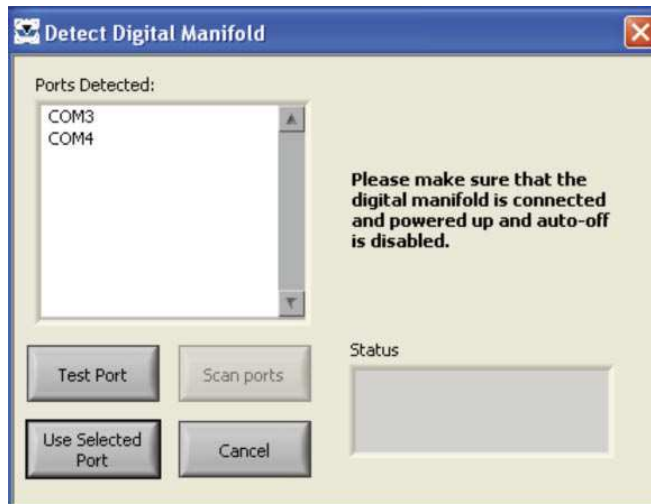 Detect Digital Manifold
Ports Detected:
COM3
COM4
Please make sure that the
digital manifold is connected
and powered up and auto-off
is disabled.
Test Port
Scan ports
Status
Use Selected
Port
Cancel